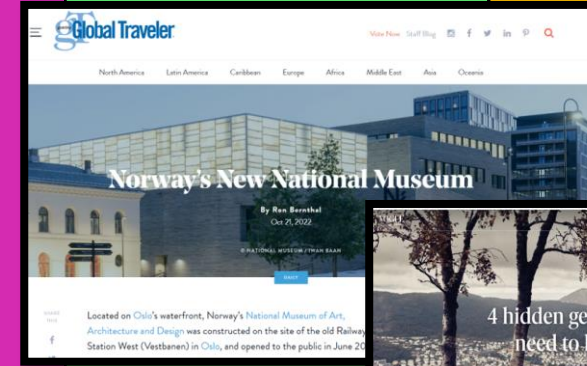 Global Traveler
Vote Now Staff Blog
North America Latin America Caribbean Europe Africa Middle East Asia Oceania
Norway's New National Museum
By Ron Bernthal
Oct 21, 2022
© NATIONAL MUSEUM / IWAN BAAN
DAILY
SHARE THIS
Located on Oslo's waterfront, Norway's National Museum of Art,
Architecture and Design was constructed on the site of the old Railway
Station West (Vestbanen) in Oslo, and opened to the public in June 20
4 hidden ge
need to